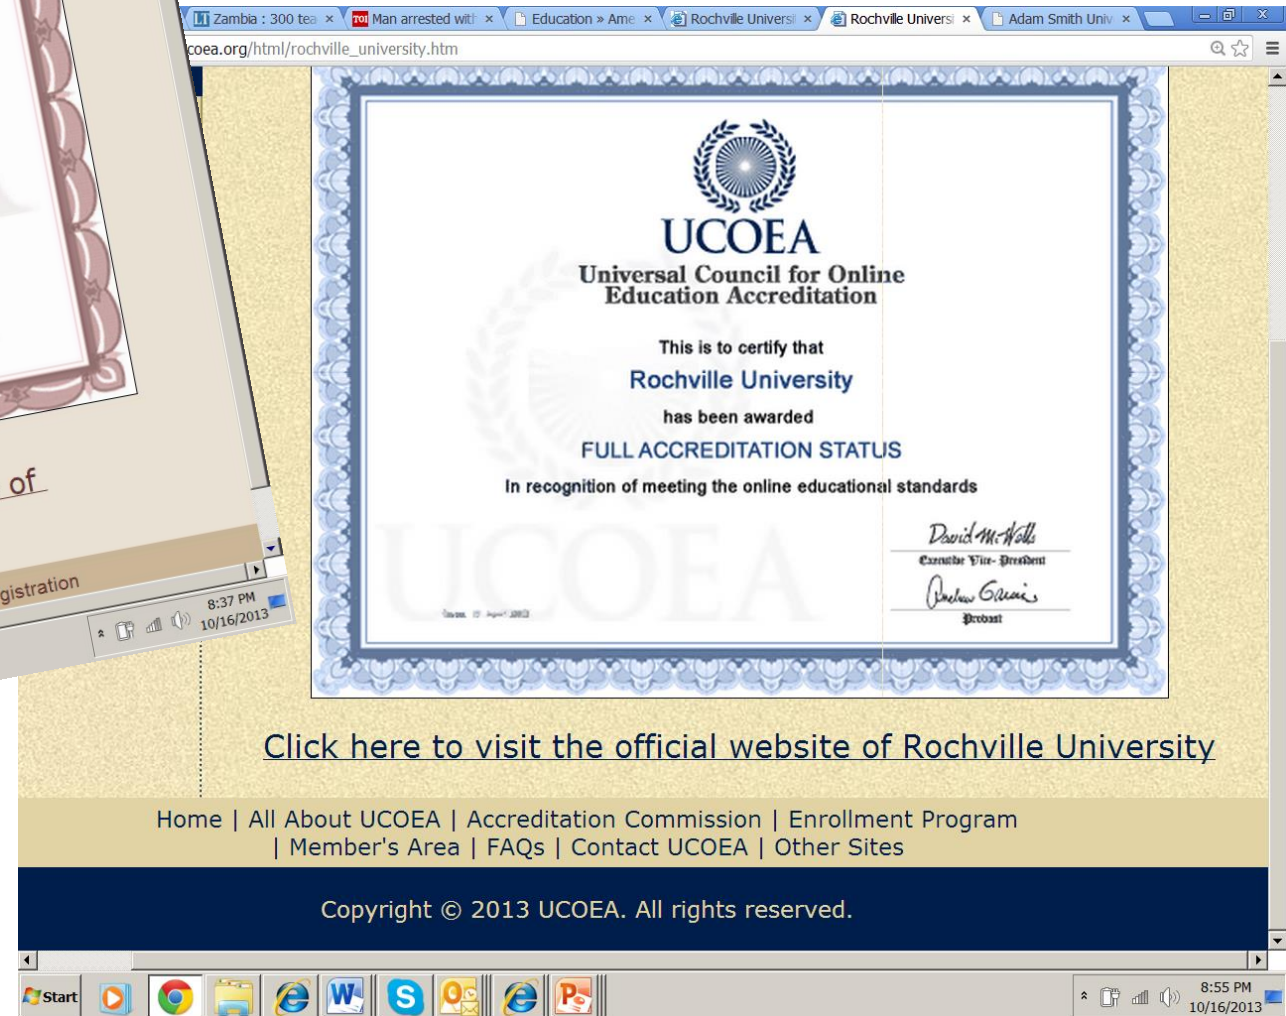 Zambia : 300 tea
Man arrested with
Education » Ame
Rochville Universi
Rochville Universi
Adam Smith Univ
coea.org/html/rochville_university.htm
UCOEA
Universal Council for Online
Education Accreditation
This is to certify that
Rochville University
has been awarded
FULL ACCREDITATION STATUS
In recognition of meeting the online educational standards
Executive Vice-President
Provost
UCOEA
of
gistration
8:37 PM
10/16/2013
Click here to visit the official website of Rochville University
Home | All About UCOEA | Accreditation Commission | Enrollment Program
| Member's Area | FAQs | Contact UCOEA | Other Sites
Copyright © 2013 UCOEA. All rights reserved.
Start
8:55 PM
10/16/2013